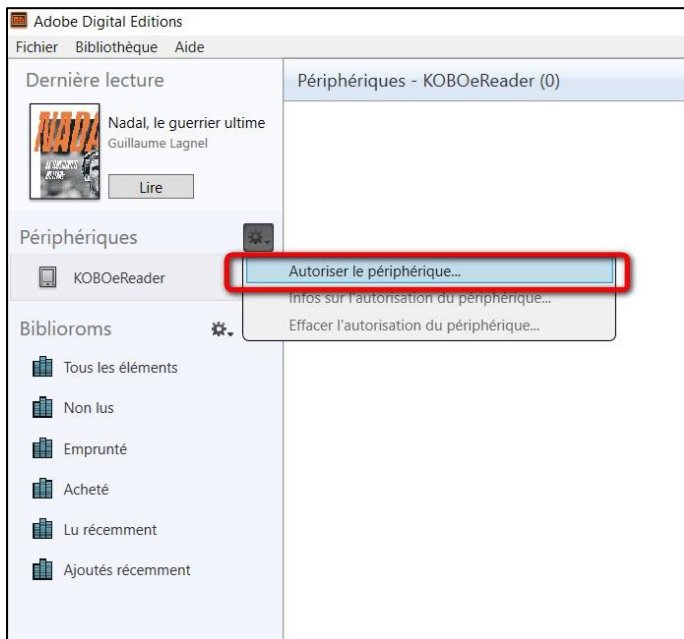 Adobe Digital Editions
Fichier Bibliothèque Aide
Dernière lecture
Nadal, le guerrier ultime
Guillaume Lagnel
Lire
Périphériques - KOBOeReader (0)
Périphériques
KOBOeReader
Autoriser le périphérique...
Infos sur l'autorisation du périphérique...
Effacer l'autorisation du périphérique...
Biblioroms
Tous les éléments
Non lus
Emprunté
Acheté
Lu récemment
Ajoutés récemment